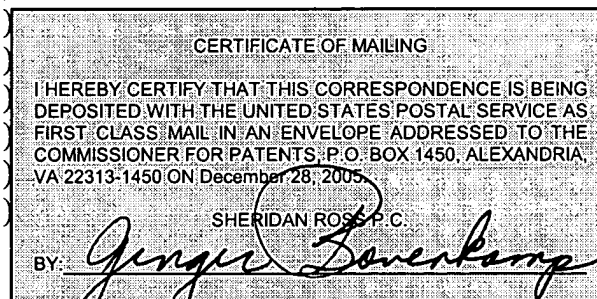 CERTIFICATE OF MAILING
I HEREBY CERTIFY THAT THIS CORRESPONDENCE IS BEING
DEPOSITED WITH THE UNITED STATES POSTAL SERVICE AS
FIRST CLASS MAIL IN AN ENVELOPE ADDRESSED TO THE
COMMISSIONER FOR PATENTS, P.O. BOX 1450, ALEXANDRIA,
VA 22313-1450 ON December 28, 2005.
SHERIDAN ROSS P.C.
BY: Ginger Bovenkamp